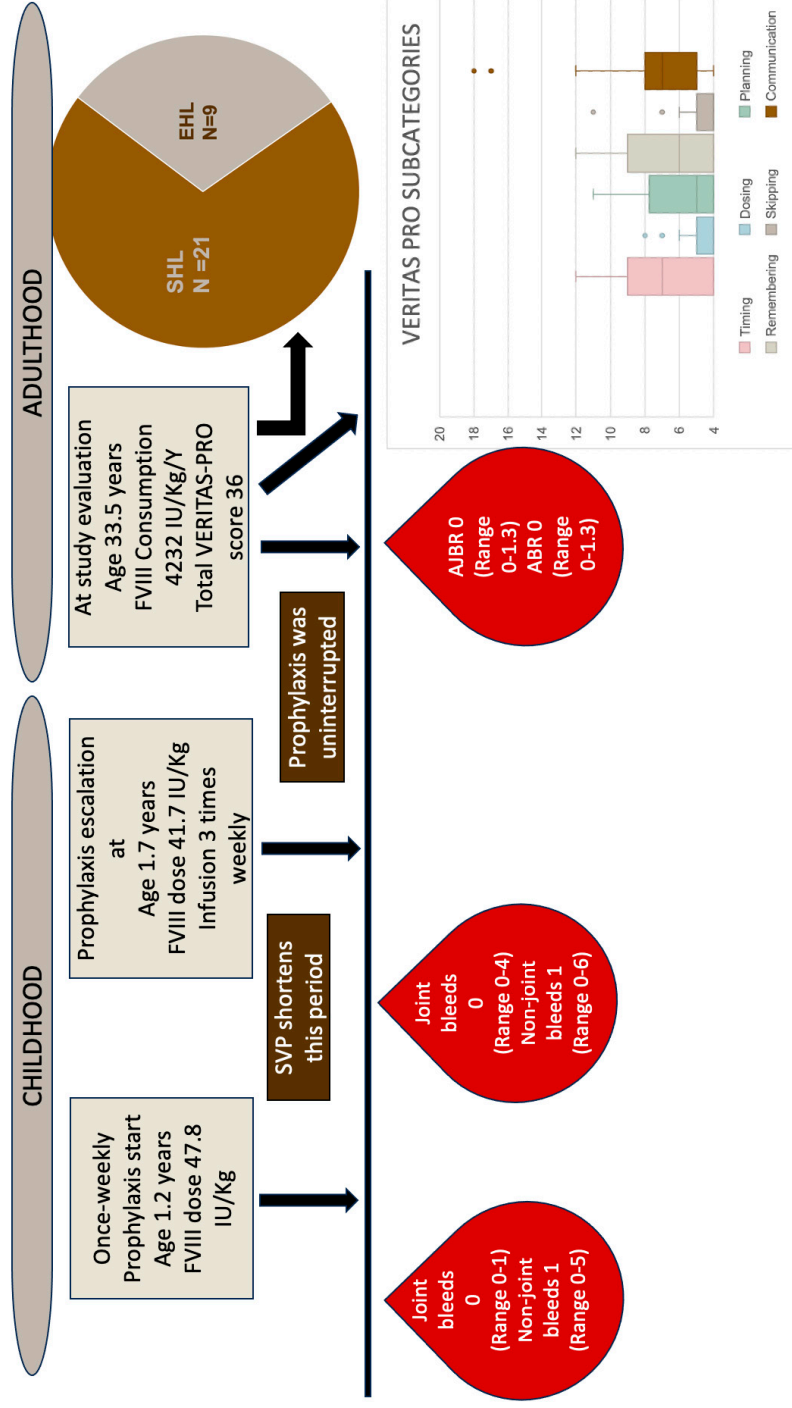 CHILDHOOD
ADULTHOOD
Once-weekly
Prophylaxis start
Age 1.2 years
FVIII dose 47.8
IU/Kg
Prophylaxis escalation
at
Age 1.7 years
FVIII dose 41.7 IU/Kg
Infusion 3 times
weekly
At study evaluation
Age 33.5 years
FVIII Consumption
4232 IU/Kg/Y
Total VERITAS-PRO
score 36
SHL
N =21
EHL
N=9
SVP shortens
this period
Prophylaxis was
uninterrupted
Joint
bleeds
0
(Range 0-1)
Non-joint
bleeds 1
(Range 0-5)
Joint
bleeds
0
(Range 0-4)
Non-joint
bleeds 1
(Range 0-6)
AJBR 0
(Range
0-1.3)
ABR 0
(Range
0-1.3)
VERITAS PRO SUBCATEGORIES
20
18
16
14
12
10
8
6
4
Timing
Dosing
Planning
Remembering
Skipping
Communication